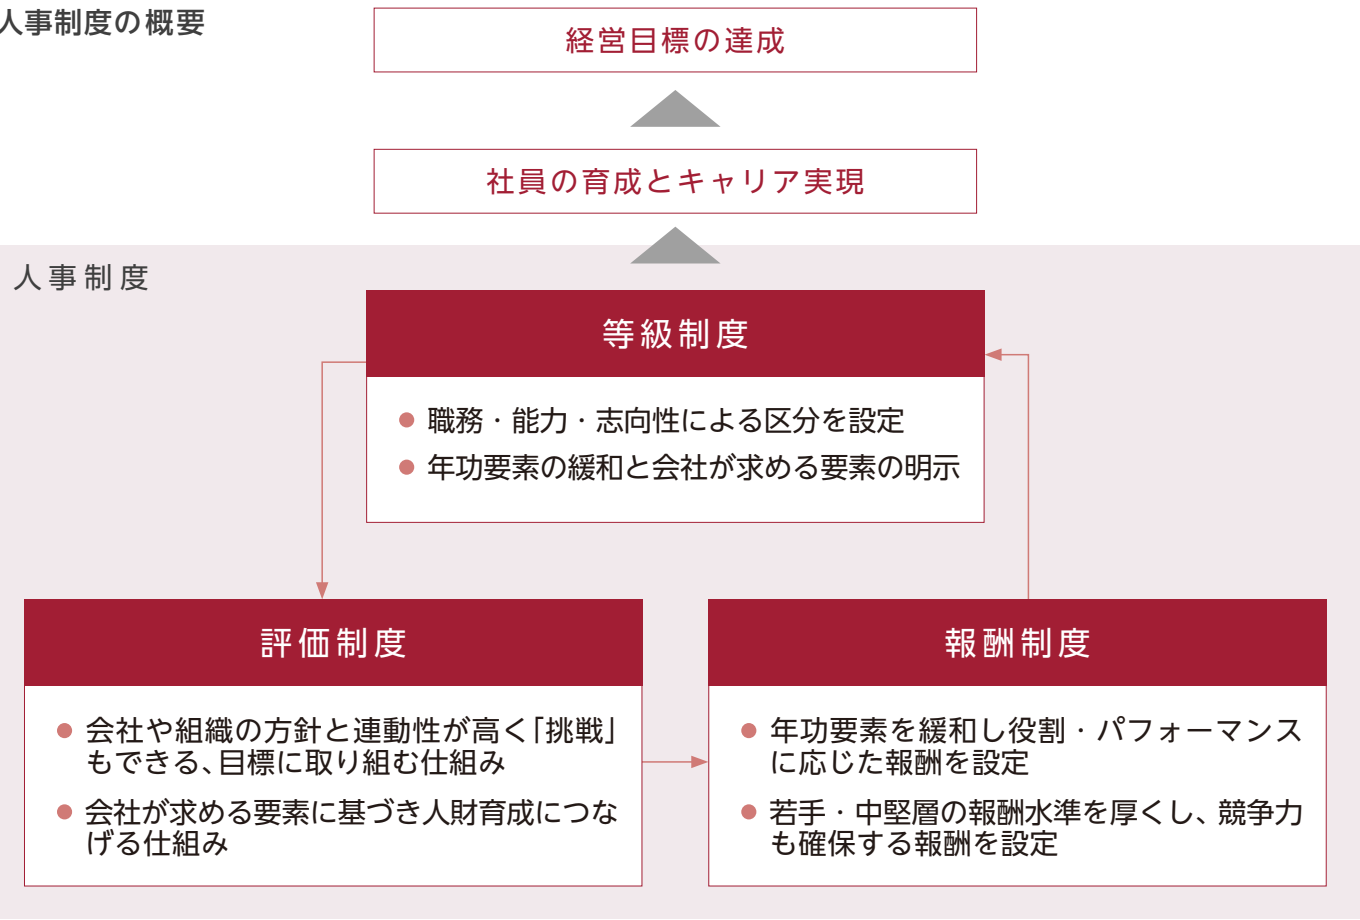 人事制度の概要
経営目標の達成
社員の育成とキャリア実現
人事制度
等級制度
職務・能力・志向性による区分を設定
年功要素の緩和と会社が求める要素の明示
評価制度
会社や組織の方針と連動性が高く「挑戦」
もできる、目標に取り組む仕組み
会社が求める要素に基づき人財育成につな
げる仕組み
報酬制度
年功要素を緩和し役割・パフォーマンス
に応じた報酬を設定
若手・中堅層の報酬水準を厚くし、競争力
も確保する報酬を設定